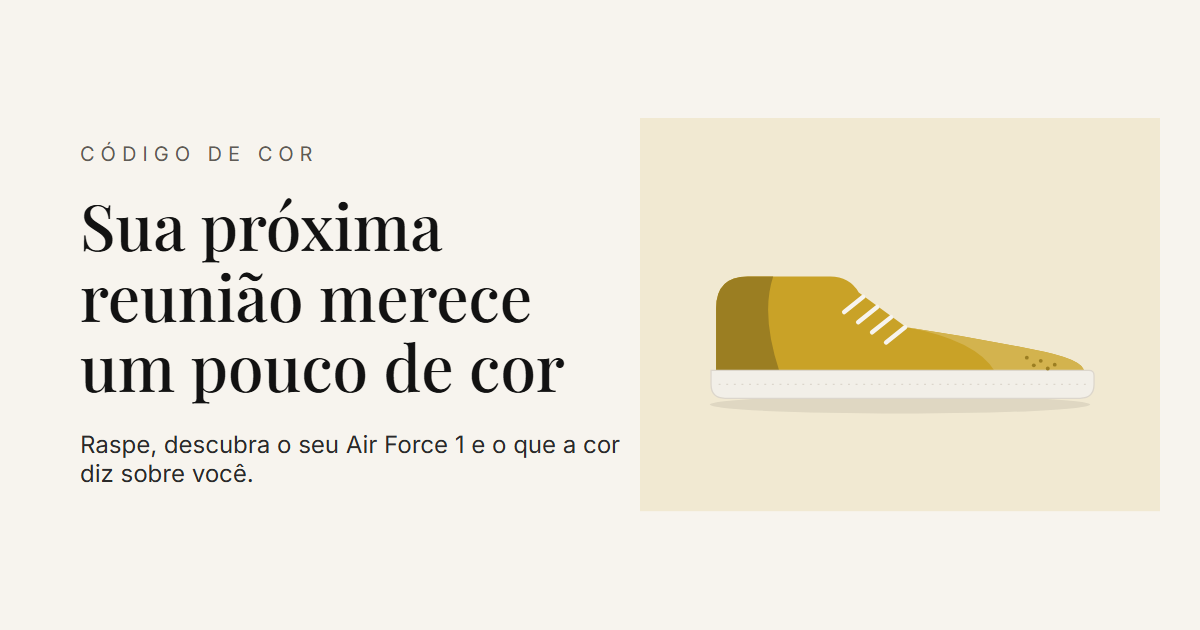 CÓDIGO DE COR
Sua próxima
reunião merece
um pouco de cor
Raspe, descubra o seu Air Force 1 e o que a cor
diz sobre você.